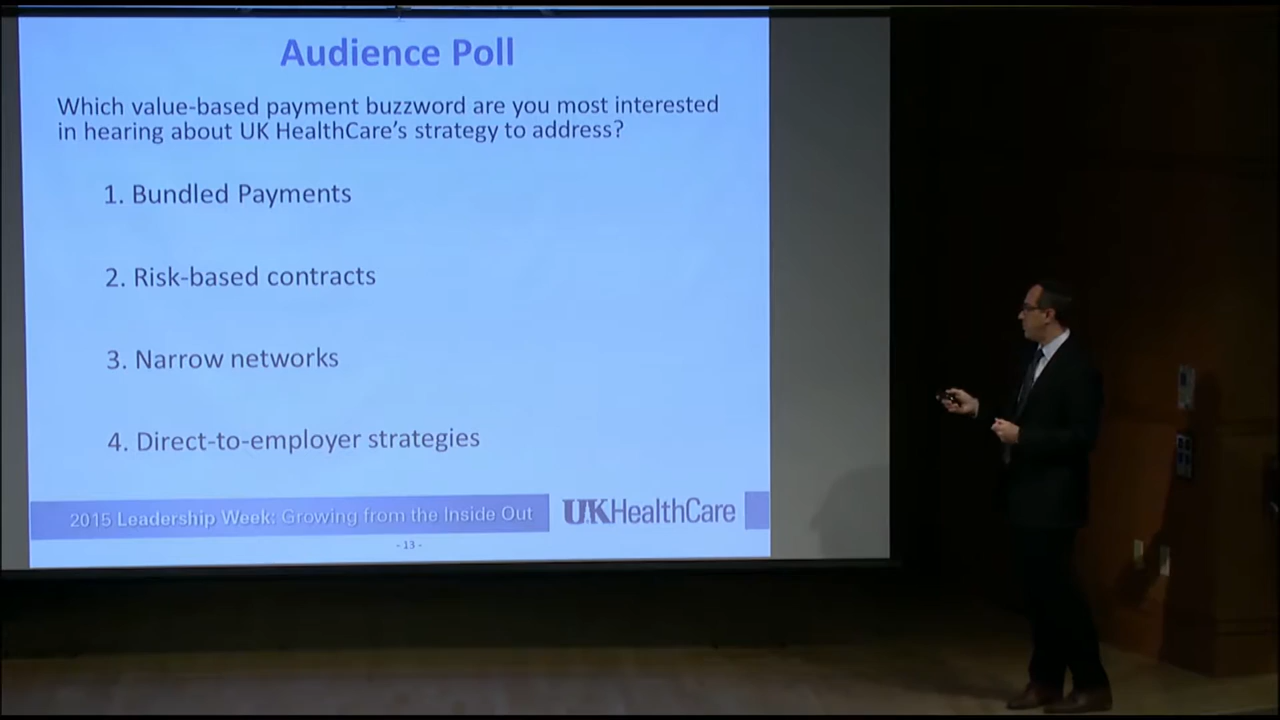 Audience Poll
Which value-based payment buzzword are you most interested
in hearing about UK HealthCare’s strategy to address?
1. Bundled Payments
2. Risk-based contracts
3. Narrow networks
4. Direct-to-employer strategies
2015 Leadership Week: Growing from the Inside Out
UKHealthCare
- 13 -